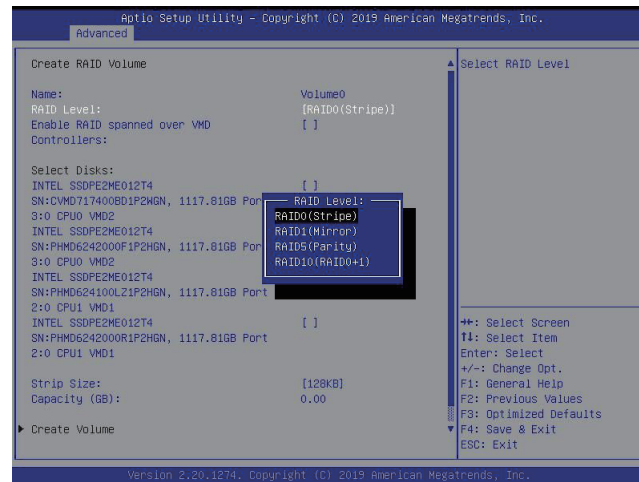 Aptio Setup Utility – Copyright (C) 2019 American Megatrends, Inc.
Advanced
Create RAID Volume
Name: Volume0
RAID Level: [RAID0(Stripe)]
Enable RAID spanned over VMD [ ]
Controllers:
Select Disks:
INTEL SSDPE2ME012T4 [ ]
SN:CVMD717400BD1P2WGN, 1117.81GB Por
3:0 CPU0 VMD2
INTEL SSDPE2ME012T4
SN:PHMD6242000F1P2HGN, 1117.81GB Por
3:0 CPU0 VMD2
INTEL SSDPE2ME012T4
SN:PHMD624100LZ1P2HGN, 1117.81GB Port
2:0 CPU1 VMD1
INTEL SSDPE2ME012T4 [ ]
SN:PHMD6242000R1P2HGN, 1117.81GB Port
2:0 CPU1 VMD1
Strip Size: [128KB]
Capacity (GB): 0.00
Create Volume
RAID Level:
RAID0(Stripe)
RAID1(Mirror)
RAID5(Parity)
RAID10(RAID0+1)
Select RAID Level
→←: Select Screen
↑↓: Select Item
Enter: Select
+/-: Change Opt.
F1: General Help
F2: Previous Values
F3: Optimized Defaults
F4: Save & Exit
ESC: Exit
Version 2.20.1274. Copyright (C) 2019 American Megatrends, Inc.